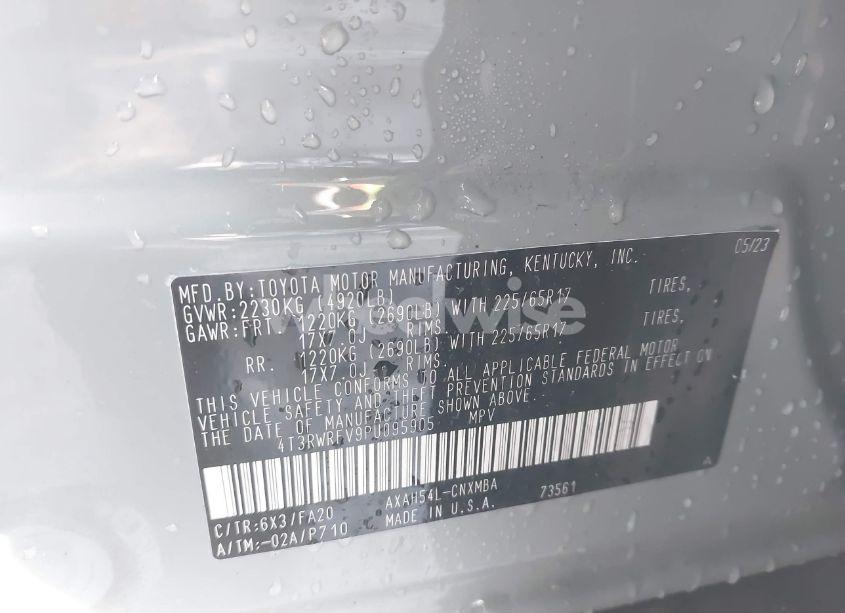 05/23
MFD.BY:TOYOTA MOTOR MANUFACTURING, KENTUCKY, INC.
GVWR:2230KG (4920LB)
GAWR:FRT. 1220KG (2690LB) WITH 225/65R17 TIRES,
17X7.0J RIMS.
RR. 1220KG (2690LB) WITH 225/65R17 TIRES,
17X7.0J RIMS.
THIS VEHICLE CONFORMS TO ALL APPLICABLE FEDERAL MOTOR
VEHICLE SAFETY AND THEFT PREVENTION STANDARDS IN EFFECT ON
THE DATE OF MANUFACTURE SHOWN ABOVE.
4T3RWRFV9PU095905 MPV
C/TR:6X3/FA20 AXAH54L-CNXMBA 73561
A/TM:-02A/P710 MADE IN U.S.A.
A